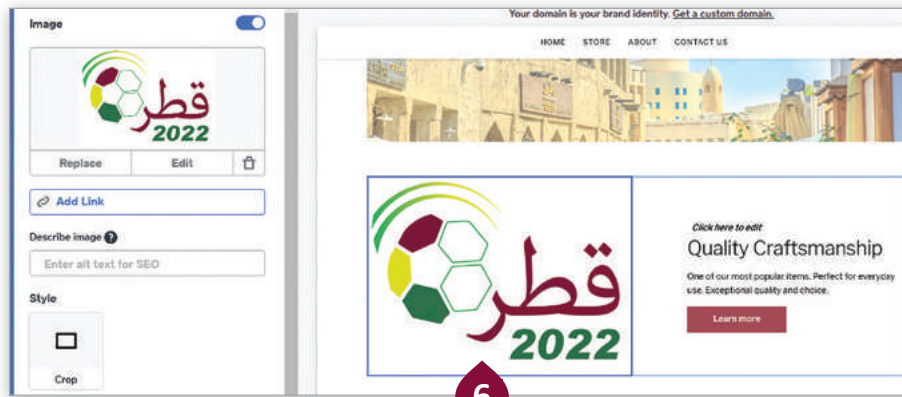 Image
قطر
2022
Replace
Edit
Add Link
Describe image ?
Enter alt text for SEO
Style
Crop
Your domain is your brand identity. Get a custom domain.
HOME STORE ABOUT CONTACT US
قطر
2022
Click here to edit
Quality Craftsmanship
One of our most popular items. Perfect for everyday
use. Exceptional quality and choice.
Learn more
6